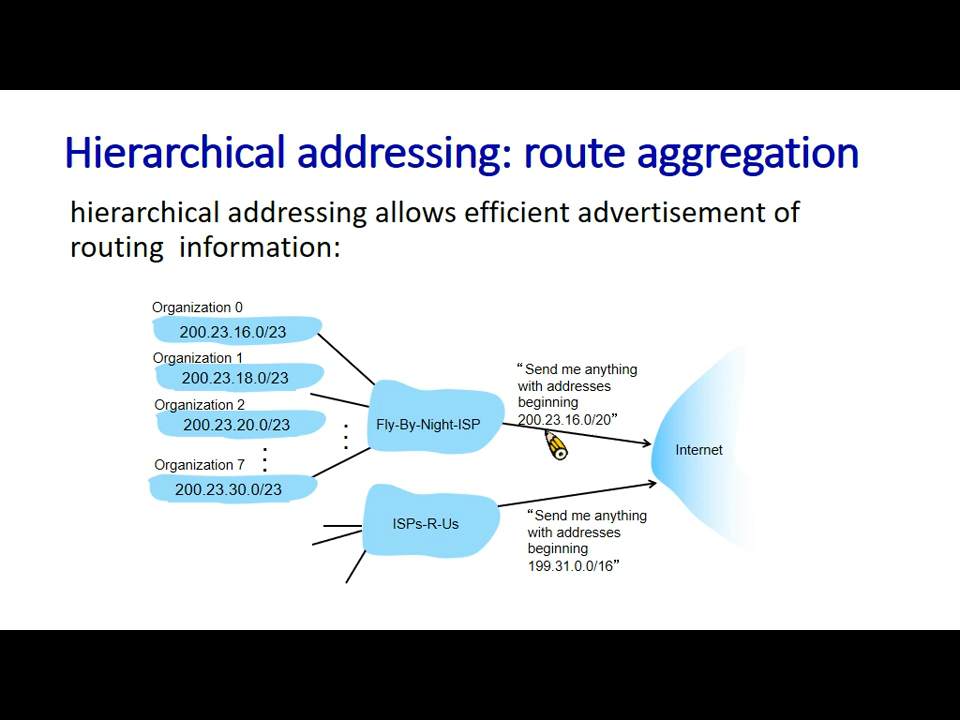 Hierarchical addressing: route aggregation
hierarchical addressing allows efficient advertisement of
routing information:
Organization 0
200.23.16.0/23
Organization 1
200.23.18.0/23
Organization 2
200.23.20.0/23
Organization 7
200.23.30.0/23
Fly-By-Night-ISP
“Send me anything
with addresses
beginning
200.23.16.0/20”
Internet
ISPs-R-Us
“Send me anything
with addresses
beginning
199.31.0.0/16”